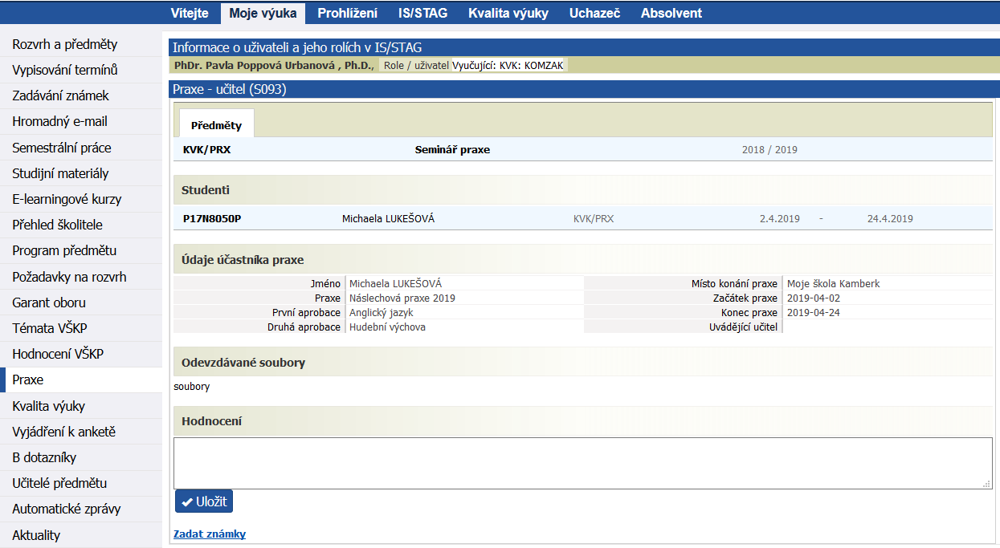 Vítejte Moje výuka Prohlížení IS/STAG Kvalita výuky Uchazeč Absolvent
Rozvrh a předměty
Vypisování termínů
Zadávání známek
Hromadný e-mail
Semestrální práce
Studijní materiály
E-learningové kurzy
Přehled školitele
Program předmětu
Požadavky na rozvrh
Garant oboru
Témata VŠKP
Hodnocení VŠKP
Praxe
Kvalita výuky
Vyjádření k anketě
B dotazníky
Učitelé předmětu
Automatické zprávy
Aktuality
Informace o uživateli a jeho rolích v IS/STAG
PhDr. Pavla Poppová Urbanová , Ph.D., Role / uživatel Vyučující: KVK: KOMZAK
Praxe - učitel (S093)
Předměty
KVK/PRX Seminář praxe 2018 / 2019
Studenti
P17N8050P Michaela LUKEŠOVÁ KVK/PRX 2.4.2019 - 24.4.2019
Údaje účastníka praxe
Jméno Michaela LUKEŠOVÁ Místo konání praxe Moje škola Kamberk
Praxe Náslechová praxe 2019 Začátek praxe 2019-04-02
První aprobace Anglický jazyk Konec praxe 2019-04-24
Druhá aprobace Hudební výchova Uvádějící učitel
Odevzdávané soubory
soubory
Hodnocení
Uložit
Zadat známky